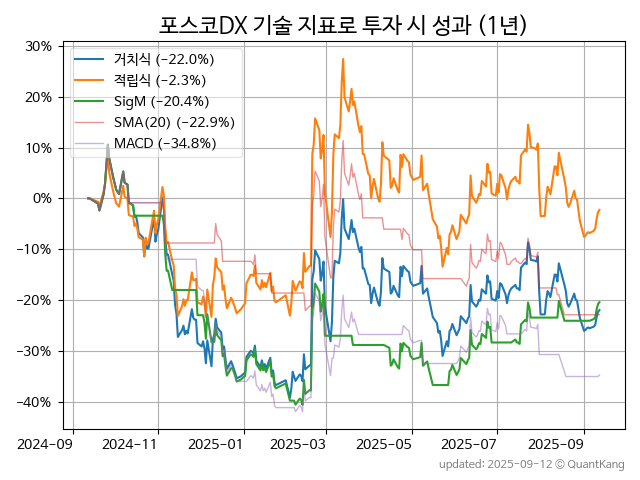 포스코DX 기술 지표로 투자 시 성과 (1년)
30%
20%
10%
0%
−10%
−20%
−30%
−40%
거치식 (−22.0%)
적립식 (−2.3%)
SigM (−20.4%)
SMA(20) (−22.9%)
MACD (−34.8%)
2024-09
2024-11
2025-01
2025-03
2025-05
2025-07
2025-09
updated: 2025-09-12 © QuantKang